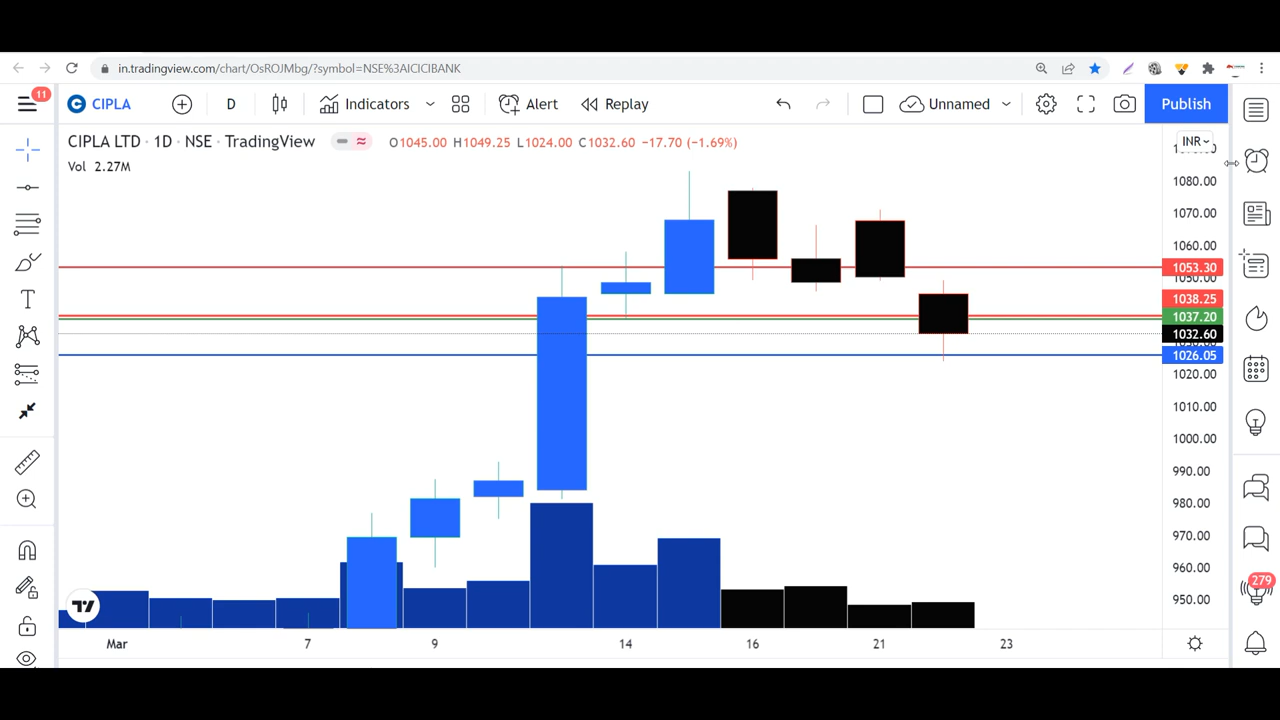 in.tradingview.com/chart/OsROJMbg/?symbol=NSE%3AICICIBANK
11
CIPLA
D
Indicators
Alert
Replay
Unnamed
Publish
CIPLA LTD · 1D · NSE · TradingView
O1045.00 H1049.25 L1024.00 C1032.60 −17.70 (−1.69%)
Vol 2.27M
INR
1080.00
1070.00
1060.00
1053.30
1050.00
1038.25
1037.20
1032.60
1026.05
1020.00
1010.00
1000.00
990.00
980.00
970.00
960.00
950.00
279
Mar 7 9 14 16 21 23